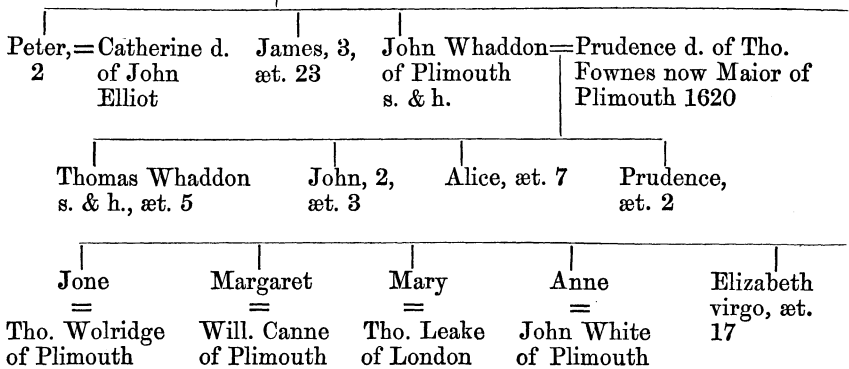 Peter,=Catherine d. James, 3, John Whaddon=Prudence d. of Tho.
2 of John æt. 23 of Plimouth Fownes now Maior of
Elliot s. & h. Plimouth 1620
Thomas Whaddon John, 2, Alice, æt. 7 Prudence,
s. & h., æt. 5 æt. 3 æt. 2
Jone Margaret Mary Anne Elizabeth
= = = = virgo, æt.
Tho. Wolridge Will. Canne Tho. Leake John White 17
of Plimouth of Plimouth of London of Plimouth